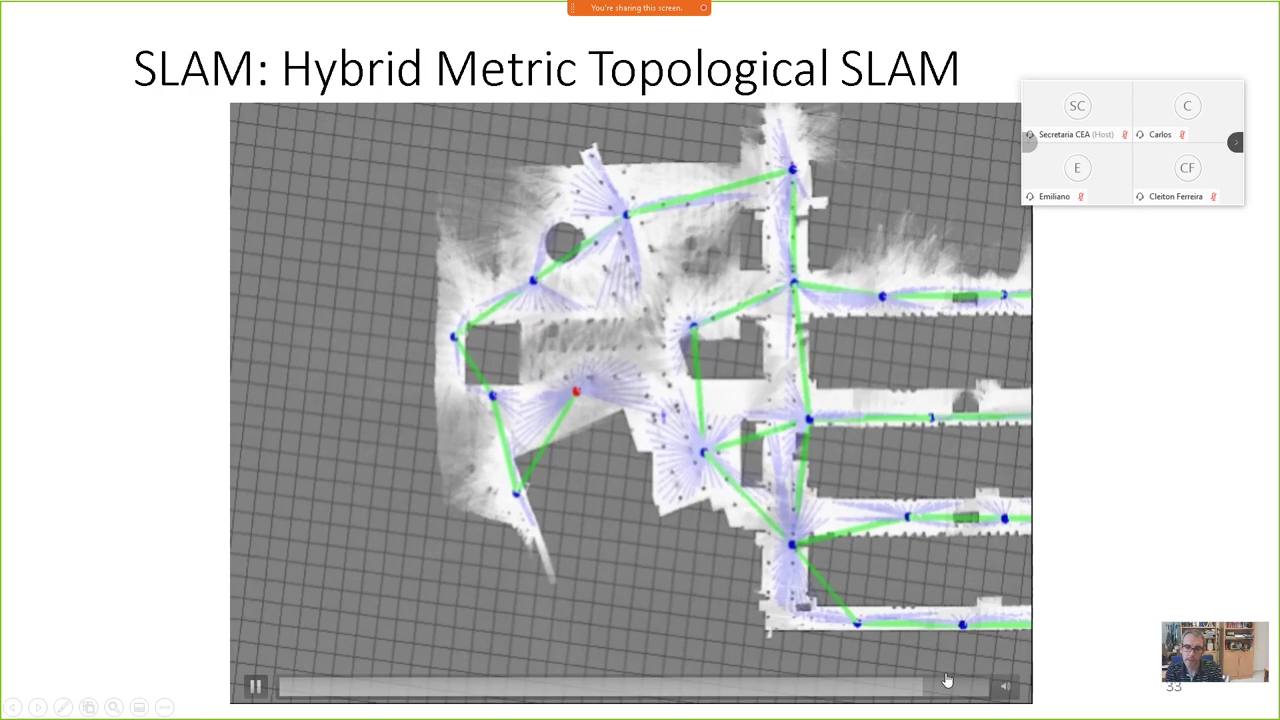 You're sharing this screen.
SLAM: Hybrid Metric Topological SLAM
SC
C
Secretaria CEA (Host)
Carlos
E
CF
Emiliano
Cleiton Ferreira
33